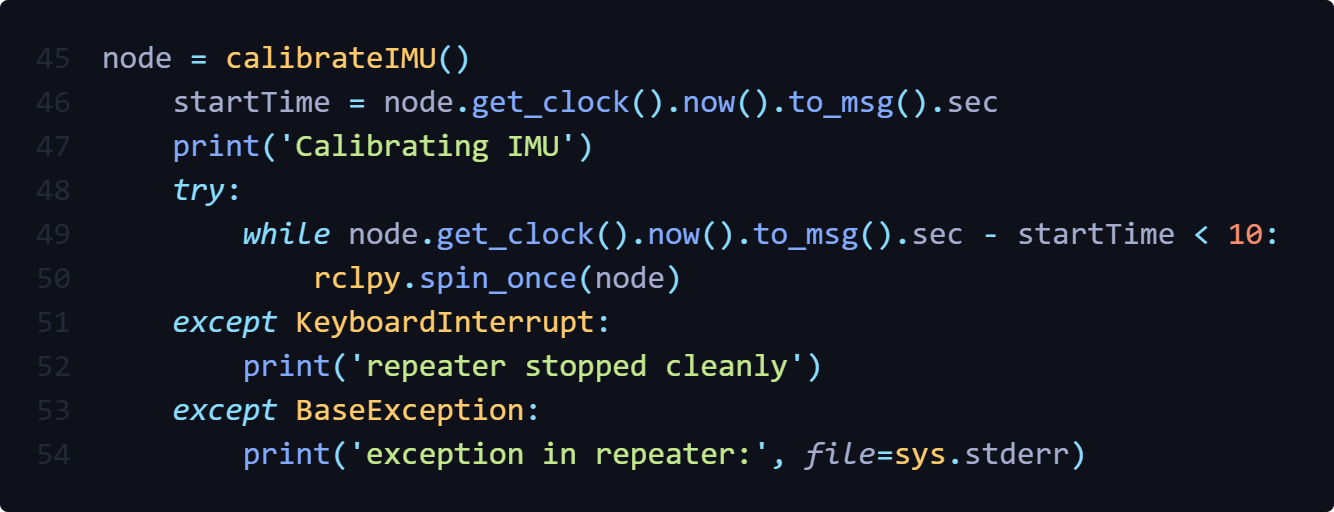 45 node = calibrateIMU()
46     startTime = node.get_clock().now().to_msg().sec
47     print('Calibrating IMU')
48     try:
49         while node.get_clock().now().to_msg().sec - startTime < 10:
50             rclpy.spin_once(node)
51     except KeyboardInterrupt:
52         print('repeater stopped cleanly')
53     except BaseException:
54         print('exception in repeater:', file=sys.stderr)